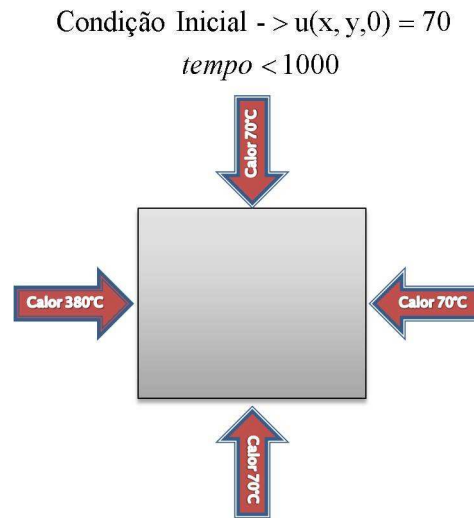 Condição Inicial - > u(x, y,0) = 70
tempo < 1000
Calor 70°C
Calor 380°C
Calor 70°C
Calor 70°C